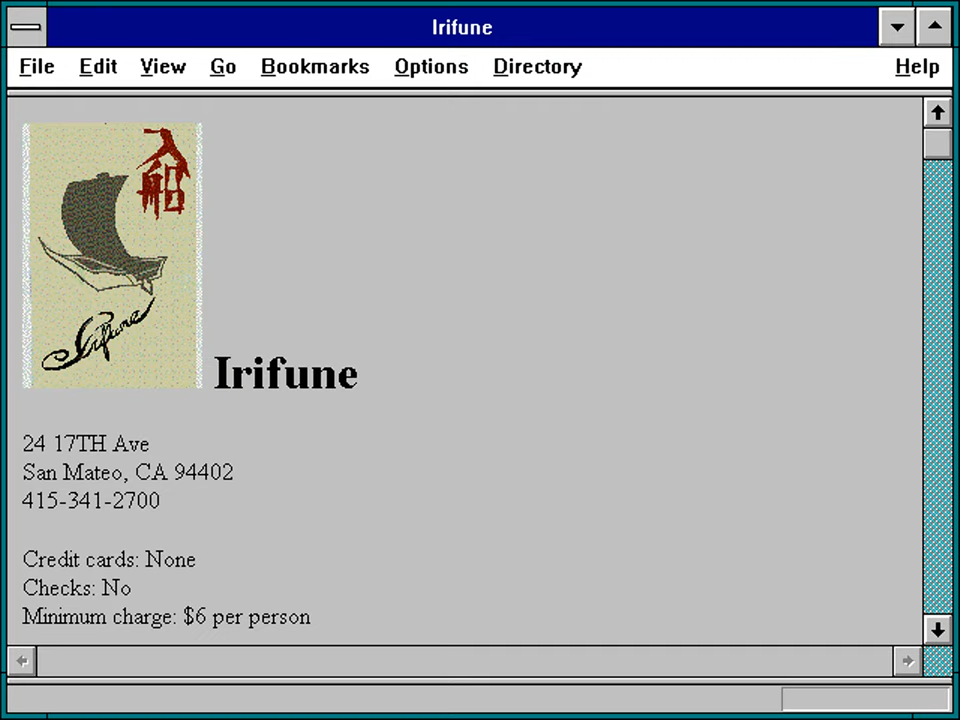 Irifune
File Edit View Go Bookmarks Options Directory Help
入船
Irifune
Irifune
24 17TH Ave
San Mateo, CA 94402
415-341-2700
Credit cards: None
Checks: No
Minimum charge: $6 per person